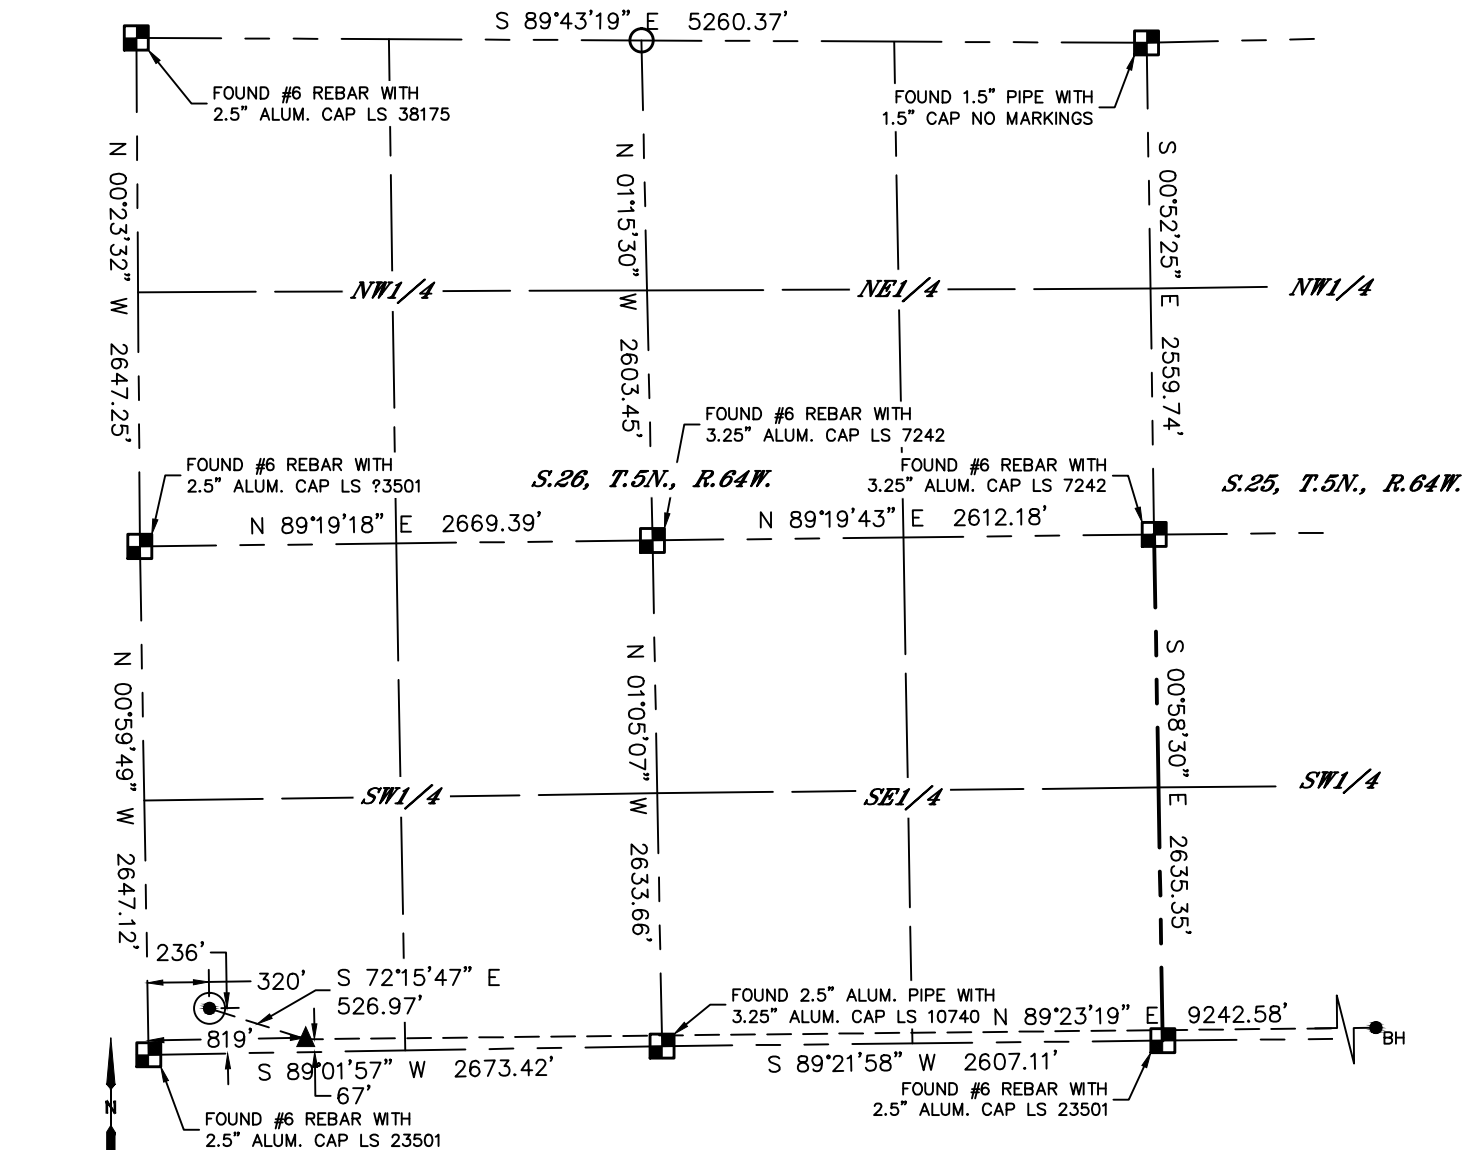 S 89°43'19" E 5260.37'
FOUND #6 REBAR WITH
2.5" ALUM. CAP LS 38175
FOUND 1.5" PIPE WITH
1.5" CAP NO MARKINGS
N 00°23'32" W 2647.25'
N 01°15'30" W 2603.45'
S 00°52'25" E 2559.74'
NW1/4
NE1/4
NW1/4
FOUND #6 REBAR WITH
3.25" ALUM. CAP LS 7242
FOUND #6 REBAR WITH
2.5" ALUM. CAP LS ?3501
S.26, T.5N., R.64W.
FOUND #6 REBAR WITH
3.25" ALUM. CAP LS 7242
S.25, T.5N., R.64W.
N 89°19'18" E 2669.39'
N 89°19'43" E 2612.18'
N 00°59'49" W 2647.12'
N 01°05'07" W 2633.66'
S 00°58'30" E 2635.35'
SW1/4
SE1/4
SW1/4
236'
320'
S 72°15'47" E
526.97'
819'
FOUND 2.5" ALUM. PIPE WITH
3.25" ALUM. CAP LS 10740
N 89°23'19" E 9242.58'
BH
S 89°01'57" W 2673.42'
S 89°21'58" W 2607.11'
67'
FOUND #6 REBAR WITH
2.5" ALUM. CAP LS 23501
N
FOUND #6 REBAR WITH
2.5" ALUM. CAP LS 23501